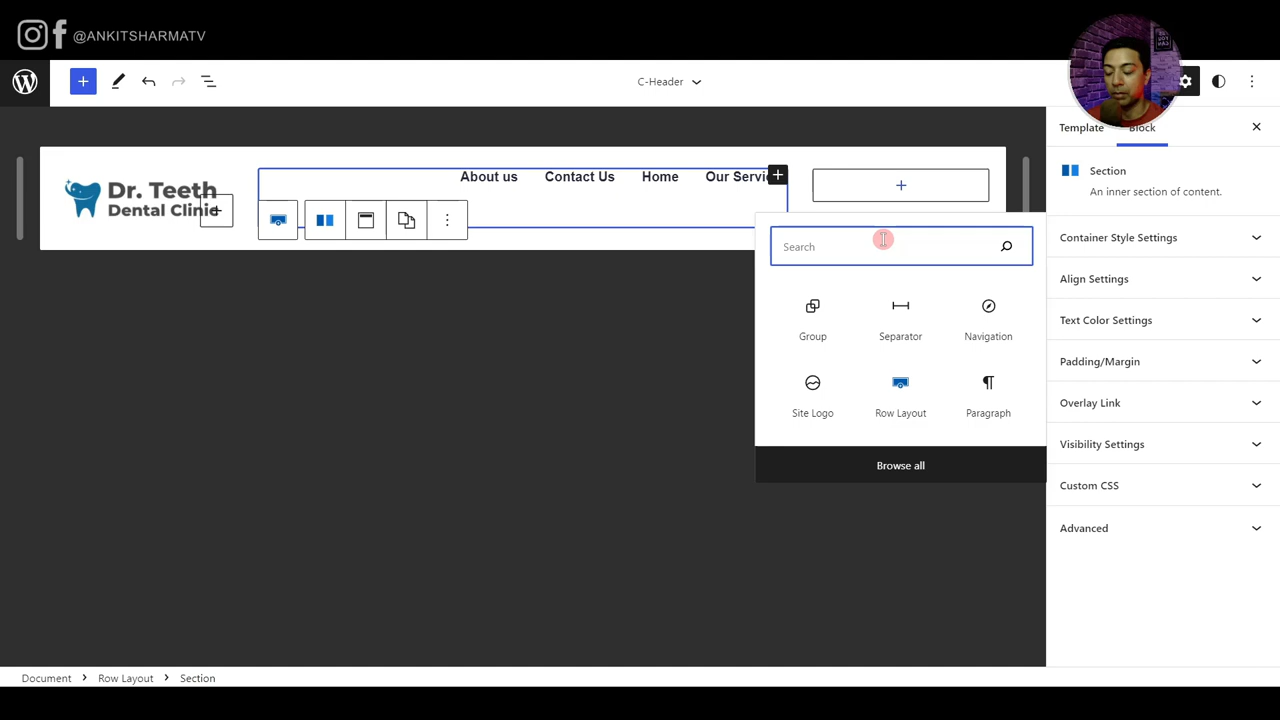 @ANKITSHARMATV
C-Header
Template
Block
Dr. Teeth
Dental Clinic
About us
Contact Us
Home
Our Servic
Section
An inner section of content.
Search
Group
Separator
Navigation
Site Logo
Row Layout
Paragraph
Browse all
Container Style Settings
Align Settings
Text Color Settings
Padding/Margin
Overlay Link
Visibility Settings
Custom CSS
Advanced
Document
Row Layout
Section